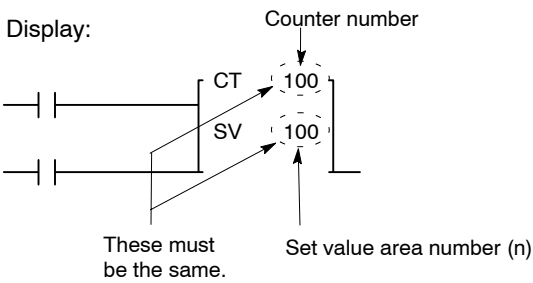 Counter number
Display:
CT 100
SV 100
These must
be the same.
Set value area number (n)